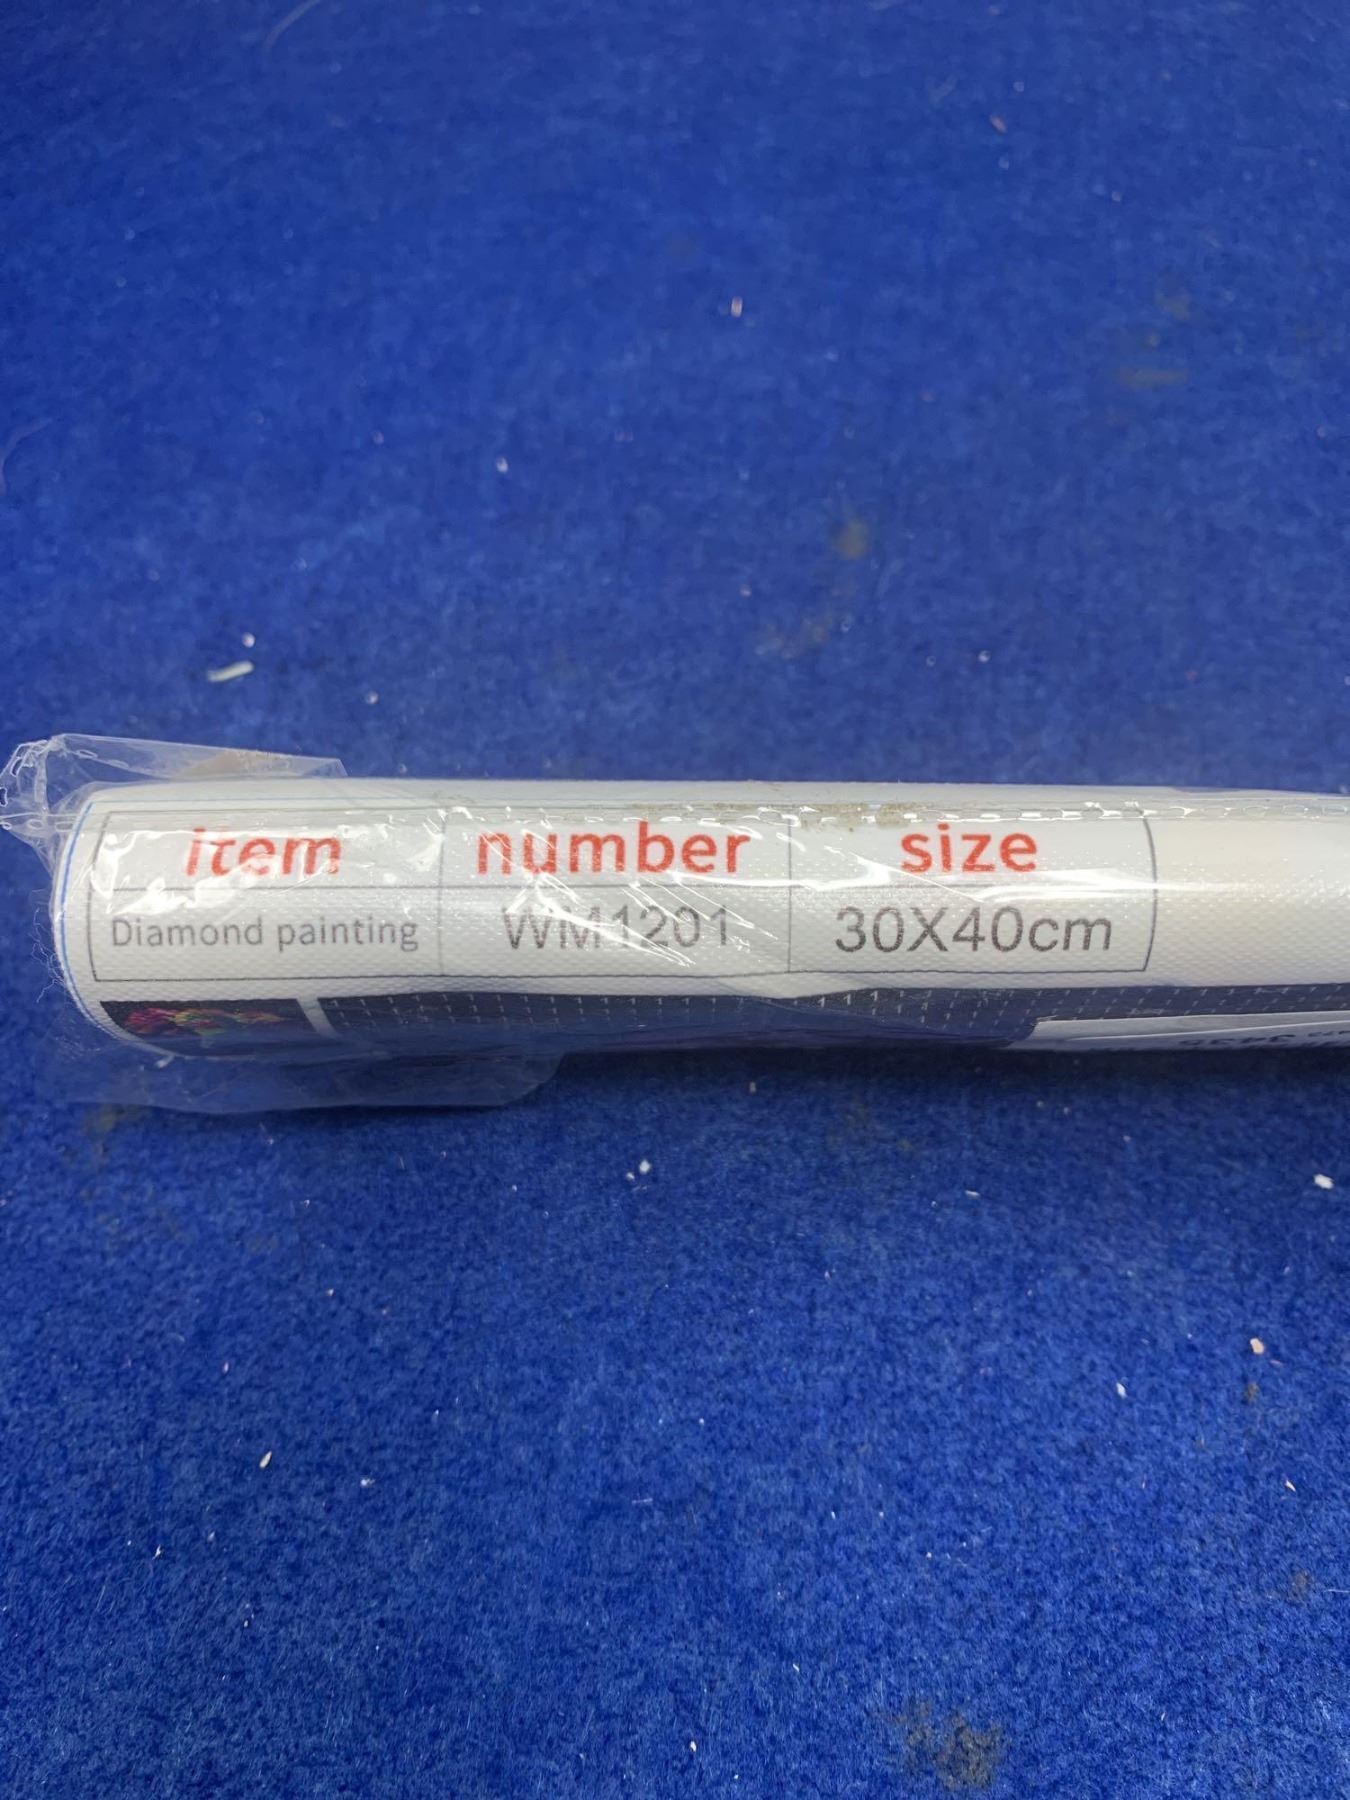 item number size
Diamond painting WM1201 30X40cm